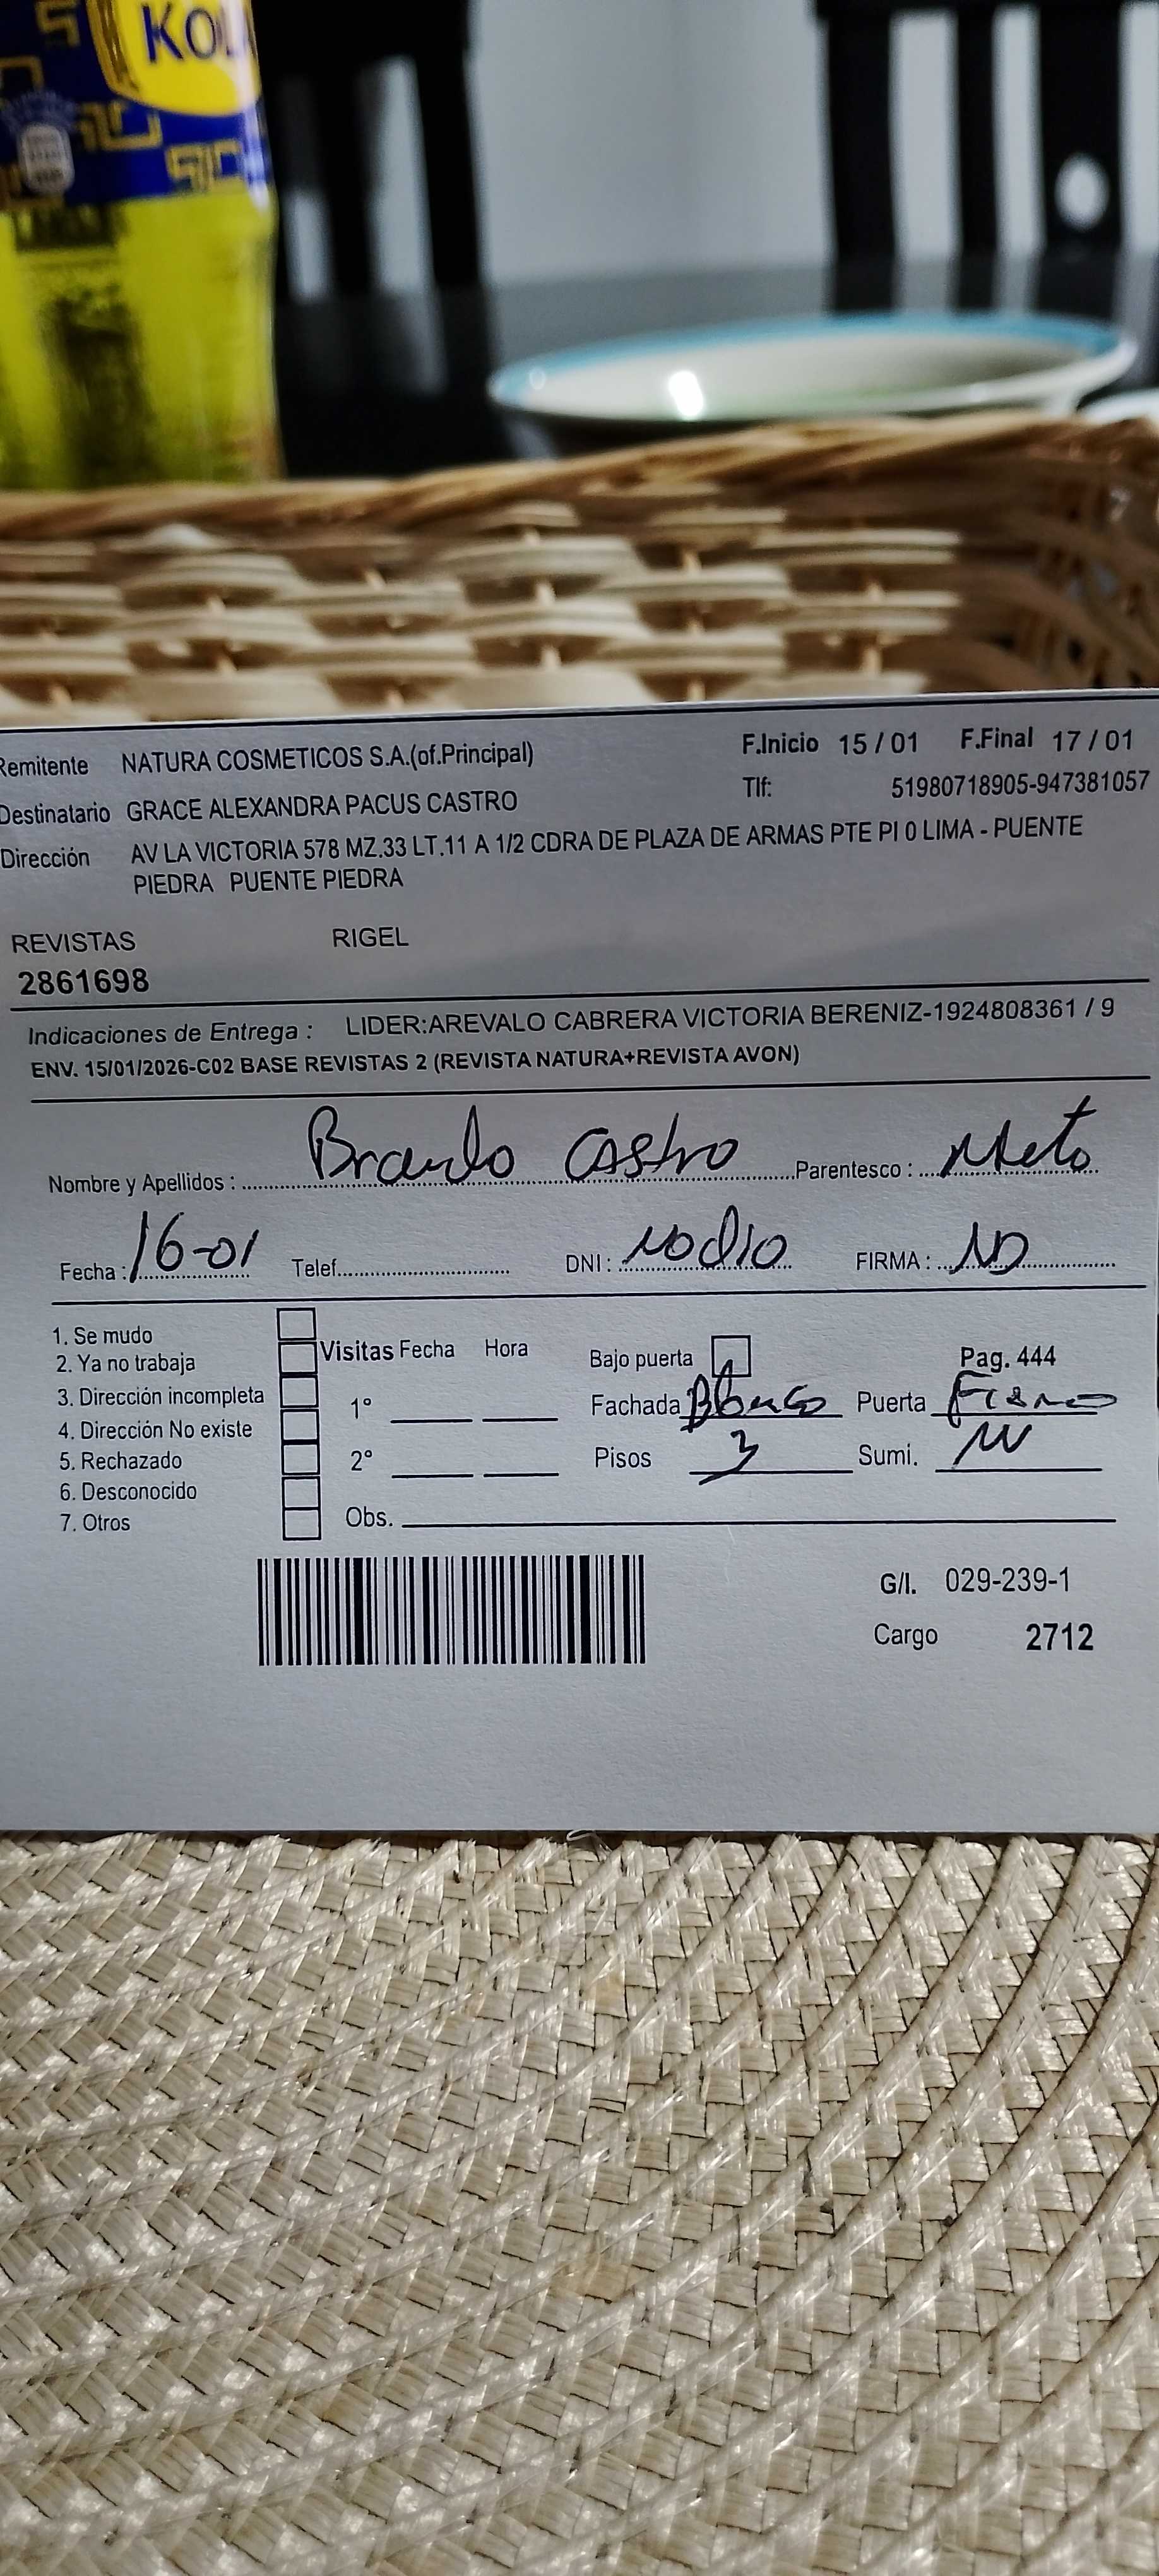 KOLA
Remitente NATURA COSMETICOS S.A.(of.Principal) F.Inicio 15 / 01 F.Final 17 / 01
Destinatario GRACE ALEXANDRA PACUS CASTRO Tlf: 51980718905-947381057
Dirección AV LA VICTORIA 578 MZ.33 LT.11 A 1/2 CDRA DE PLAZA DE ARMAS PTE PI 0 LIMA - PUENTE
PIEDRA PUENTE PIEDRA
REVISTAS RIGEL
2861698
Indicaciones de Entrega : LIDER:AREVALO CABRERA VICTORIA BERENIZ-1924808361 / 9
ENV. 15/01/2026-C02 BASE REVISTAS 2 (REVISTA NATURA+REVISTA AVON)
Nombre y Apellidos : Castro Parentesco : Nieto
Fecha : 16-01 Telef. DNI : No dio FIRMA : ND
1. Se mudo
2. Ya no trabaja Visitas Fecha Hora Bajo puerta Pag. 444
3. Dirección incompleta 1° Fachada Blanco Puerta Fierro
4. Dirección No existe
5. Rechazado 2° Pisos 3 Sumi.
6. Desconocido
7. Otros Obs.
G/I. 029-239-1
Cargo 2712